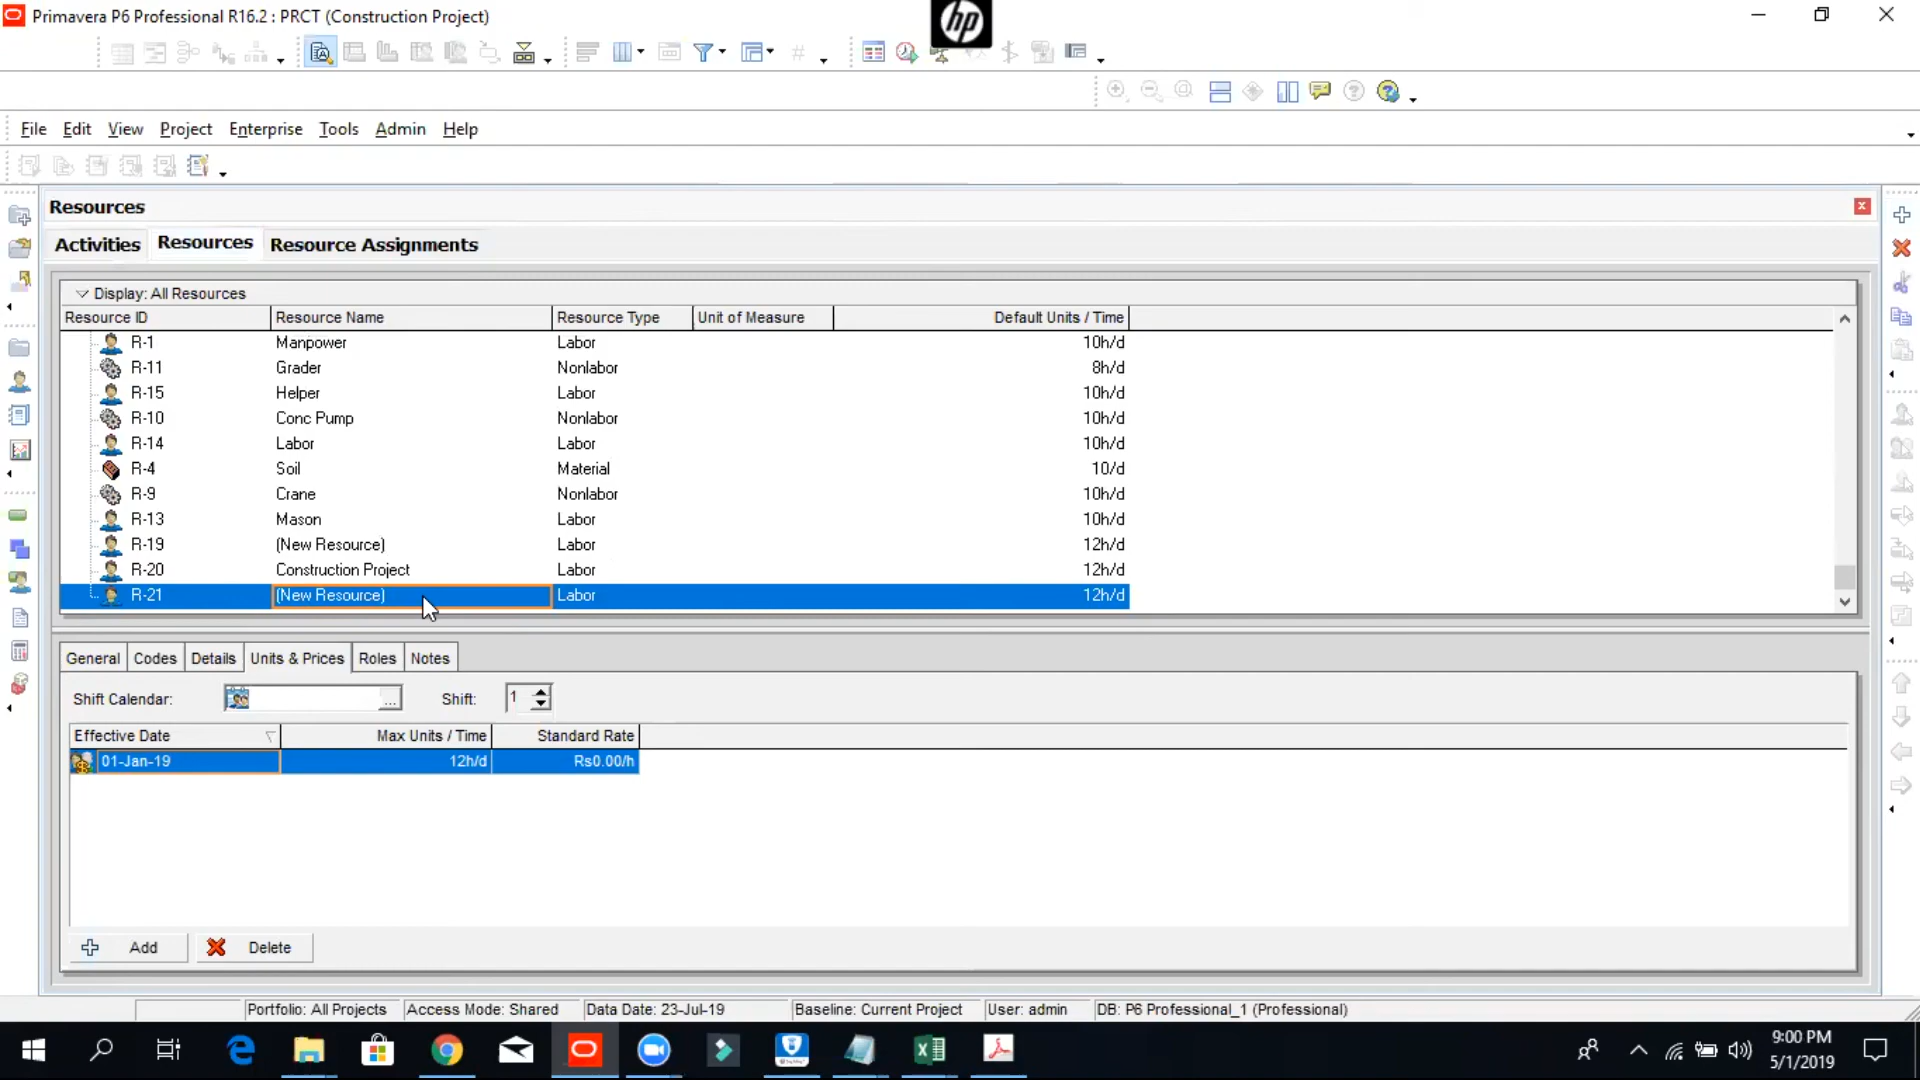 Primavera P6 Professional R16.2 : PRCT (Construction Project)
hp
File Edit View Project Enterprise Tools Admin Help
Resources
Activities Resources Resource Assignments
Display: All Resources
Resource ID Resource Name Resource Type Unit of Measure Default Units / Time
R-1 Manpower Labor 10h/d
R-11 Grader Nonlabor 8h/d
R-15 Helper Labor 10h/d
R-10 Conc Pump Nonlabor 10h/d
R-14 Labor Labor 10h/d
R-4 Soil Material 10/d
R-9 Crane Nonlabor 10h/d
R-13 Mason Labor 10h/d
R-19 (New Resource) Labor 12h/d
R-20 Construction Project Labor 12h/d
R-21 (New Resource) Labor 12h/d
General Codes Details Units & Prices Roles Notes
Shift Calendar: ... Shift: 1
Effective Date Max Units / Time Standard Rate
01-Jan-19 12h/d Rs0.00/h
Add Delete
Portfolio: All Projects Access Mode: Shared Data Date: 23-Jul-19 Baseline: Current Project User: admin DB: P6 Professional_1 (Professional)
9:00 PM
5/1/2019